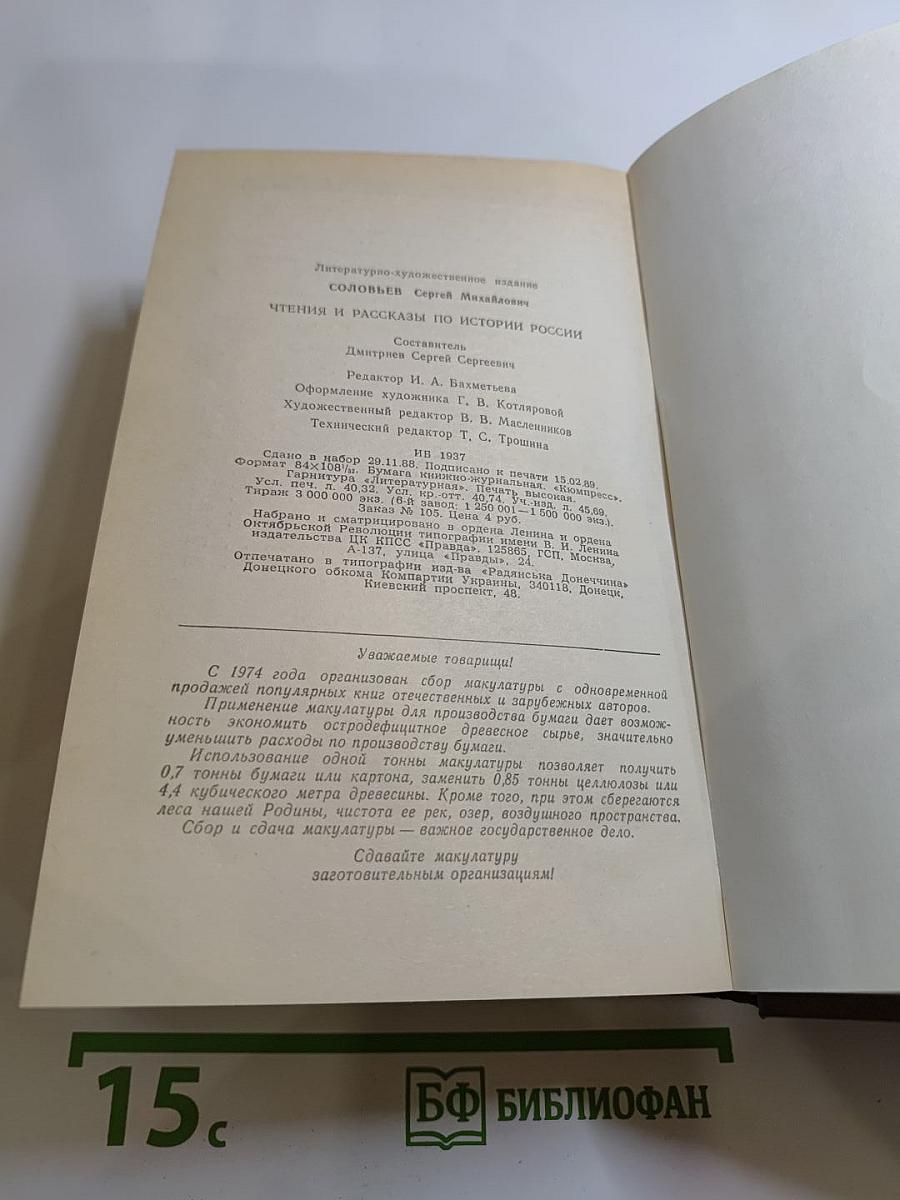 Литературно-художественное издание
СОЛОВЬЕВ Сергей Михайлович
ЧТЕНИЯ И РАССКАЗЫ ПО ИСТОРИИ РОССИИ
Составитель
Дмитриев Сергей Сергеевич
Редактор И. А. Бахметьева
Оформление художника Г. В. Котляровой
Художественный редактор В. В. Масленников
Технический редактор Т. С. Трошина
ИБ 1937
Сдано в набор 29.11.88. Подписано к печати 15.02.89.
Формат 84×108¹/₃₂. Бумага книжно-журнальная. «Кюмпресс».
Гарнитура «Литературная». Печать высокая.
Усл. печ. л. 40,32. Усл. кр.-отт. 40,74. Уч.-изд. л. 45,69.
Тираж 3 000 000 экз. (6-й завод: 1 250 001—1 500 000 экз.).
Заказ № 105. Цена 4 руб.
Набрано и сматрицировано в ордена Ленина и ордена
Октябрьской Революции типографии имени В. И. Ленина
издательства ЦК КПСС «Правда». 125865, ГСП, Москва,
А-137, улица «Правды», 24.
Отпечатано в типографии изд-ва «Радянська Донеччина»
Донецкого обкома Компартии Украины, 340118, Донецк,
Киевский проспект, 48.
Уважаемые товарищи!
С 1974 года организован сбор макулатуры с одновременной
продажей популярных книг отечественных и зарубежных авторов.
Применение макулатуры для производства бумаги дает возмож-
ность экономить остродефицитное древесное сырье, значительно
уменьшить расходы по производству бумаги.
Использование одной тонны макулатуры позволяет получить
0,7 тонны бумаги или картона, заменить 0,85 тонны целлюлозы или
4,4 кубического метра древесины. Кроме того, при этом сберегаются
леса нашей Родины, чистота ее рек, озер, воздушного пространства.
Сбор и сдача макулатуры — важное государственное дело.
Сдавайте макулатуру
заготовительным организациям!
15 с
БФ БИБЛИОФАН